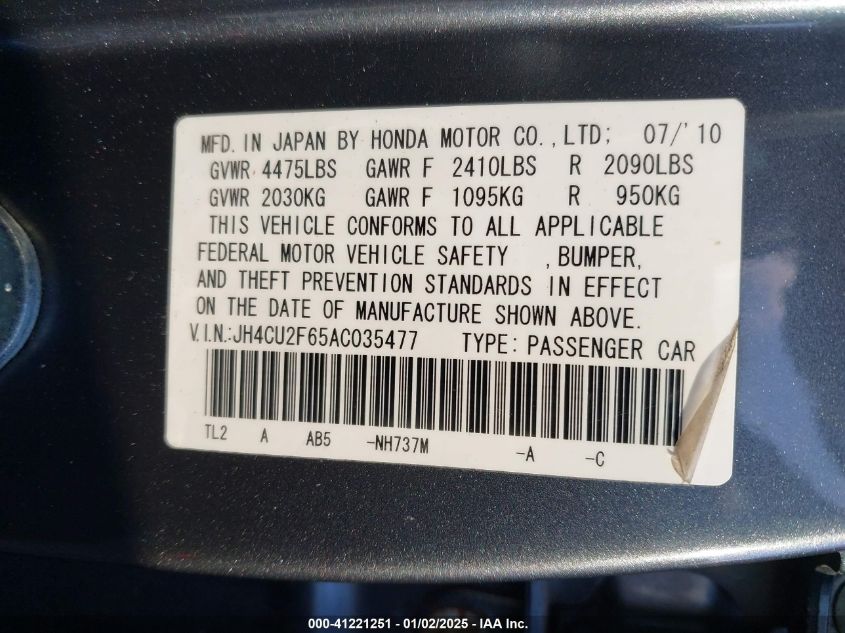 MFD. IN JAPAN BY HONDA MOTOR CO., LTD; 07/'10
GVWR 4475LBS GAWR F 2410LBS R 2090LBS
GVWR 2030KG GAWR F 1095KG R 950KG
THIS VEHICLE CONFORMS TO ALL APPLICABLE
FEDERAL MOTOR VEHICLE SAFETY , BUMPER,
AND THEFT PREVENTION STANDARDS IN EFFECT
ON THE DATE OF MANUFACTURE SHOWN ABOVE.
V.I.N.:JH4CU2F65AC035477 TYPE: PASSENGER CAR
TL2 A AB5 -NH737M -A -C
000-41221251 - 01/02/2025 - IAA Inc.